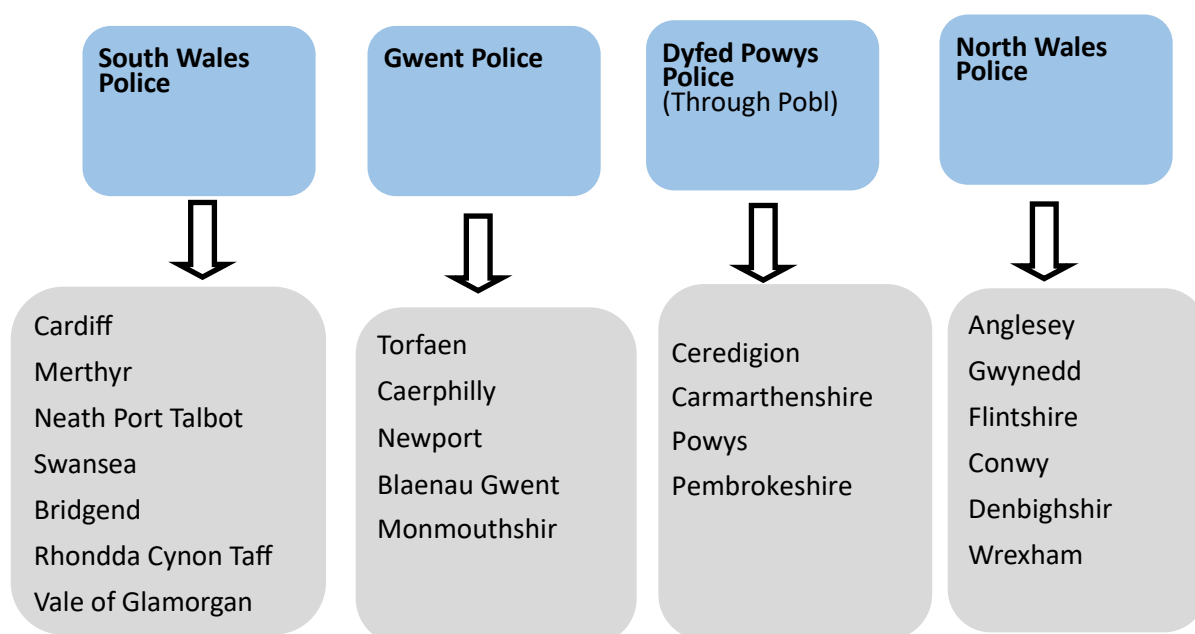 South Wales
Police
Gwent Police
Dyfed Powys
Police
(Through Pobl)
North Wales
Police
Cardiff
Merthyr
Neath Port Talbot
Swansea
Bridgend
Rhondda Cynon Taff
Vale of Glamorgan
Torfaen
Caerphilly
Newport
Blaenau Gwent
Monmouthshir
Ceredigion
Carmarthenshire
Powys
Pembrokeshire
Anglesey
Gwynedd
Flintshire
Conwy
Denbighshir
Wrexham